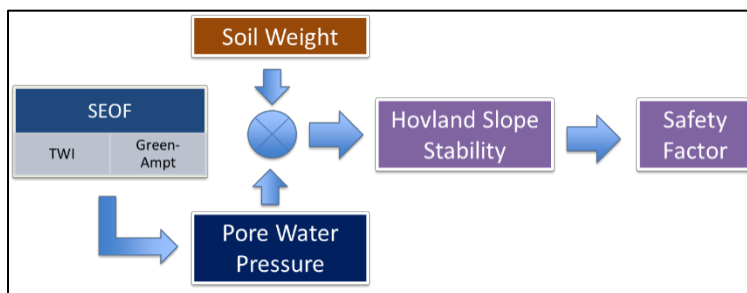 Soil Weight
SEOF
TWI
Green-
Ampt
Hovland Slope
Stability
Safety
Factor
Pore Water
Pressure